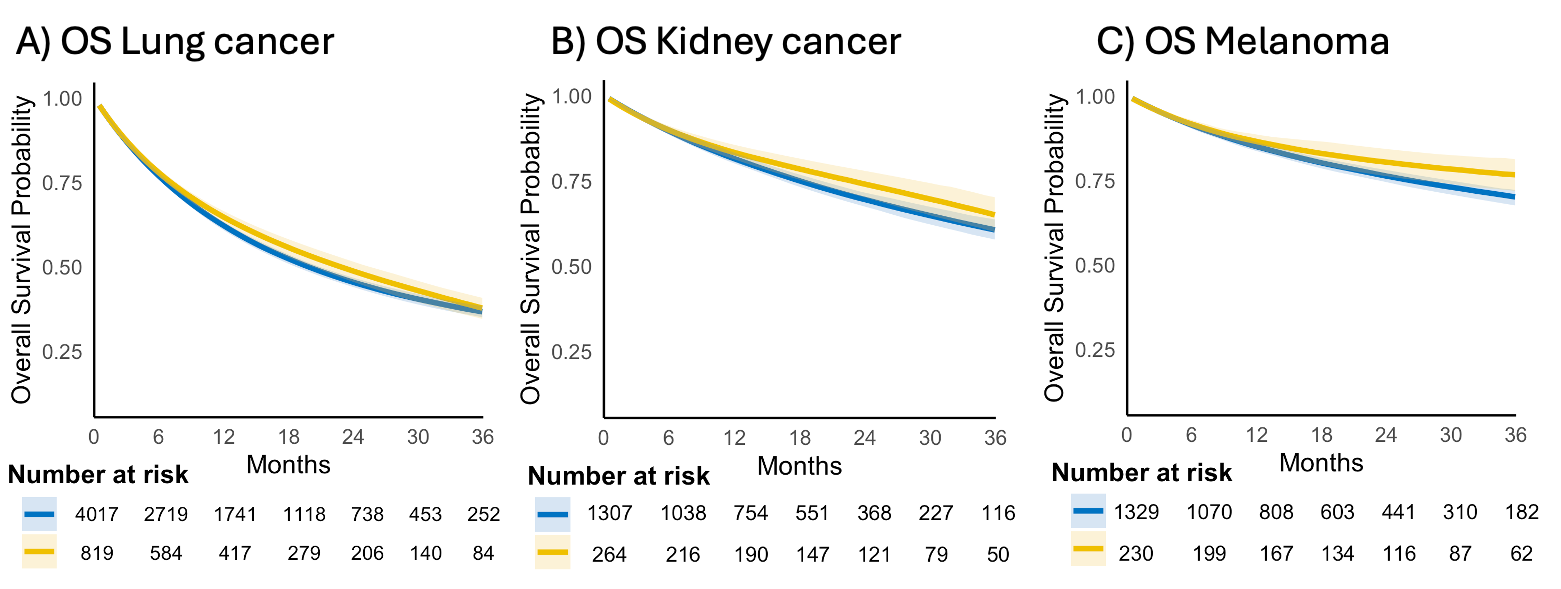 A) OS Lung cancer
Overall Survival Probability
1.00
0.75
0.50
0.25
0 6 12 18 24 30 36
Months
Number at risk
4017 2719 1741 1118 738 453 252
819 584 417 279 206 140 84
B) OS Kidney cancer
Overall Survival Probability
1.00
0.75
0.50
0.25
0 6 12 18 24 30 36
Months
Number at risk
1307 1038 754 551 368 227 116
264 216 190 147 121 79 50
C) OS Melanoma
Overall Survival Probability
1.00
0.75
0.50
0.25
0 6 12 18 24 30 36
Months
Number at risk
1329 1070 808 603 441 310 182
230 199 167 134 116 87 62